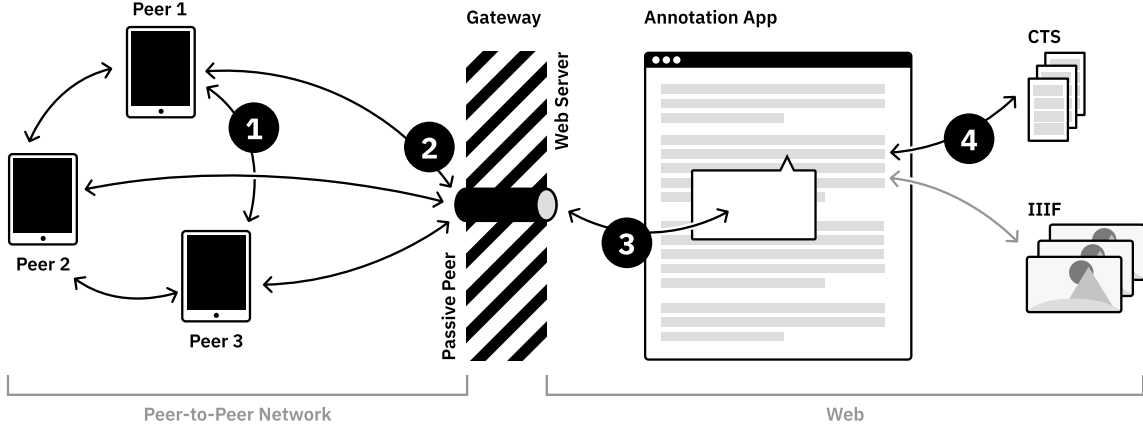 Peer 1
Gateway
Annotation App
CTS
Web Server
1
2
4
IIIF
3
Peer 2
Passive Peer
Peer 3
Peer-to-Peer Network
Web